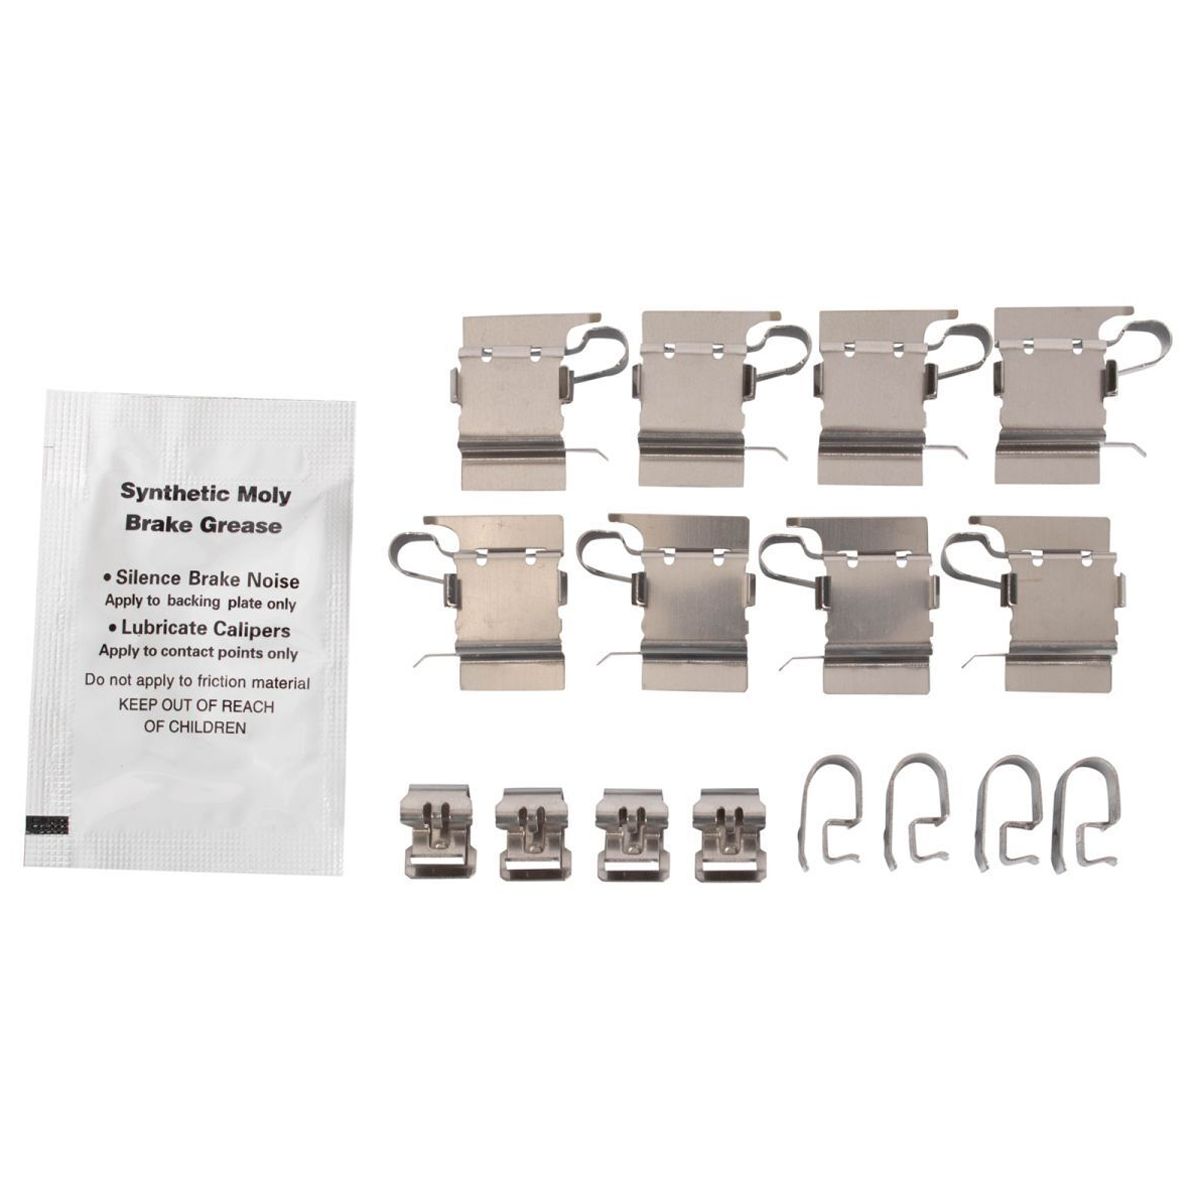 Synthetic Moly
Brake Grease
• Silence Brake Noise
Apply to backing plate only
• Lubricate Calipers
Apply to contact points only
Do not apply to friction material
KEEP OUT OF REACH
OF CHILDREN